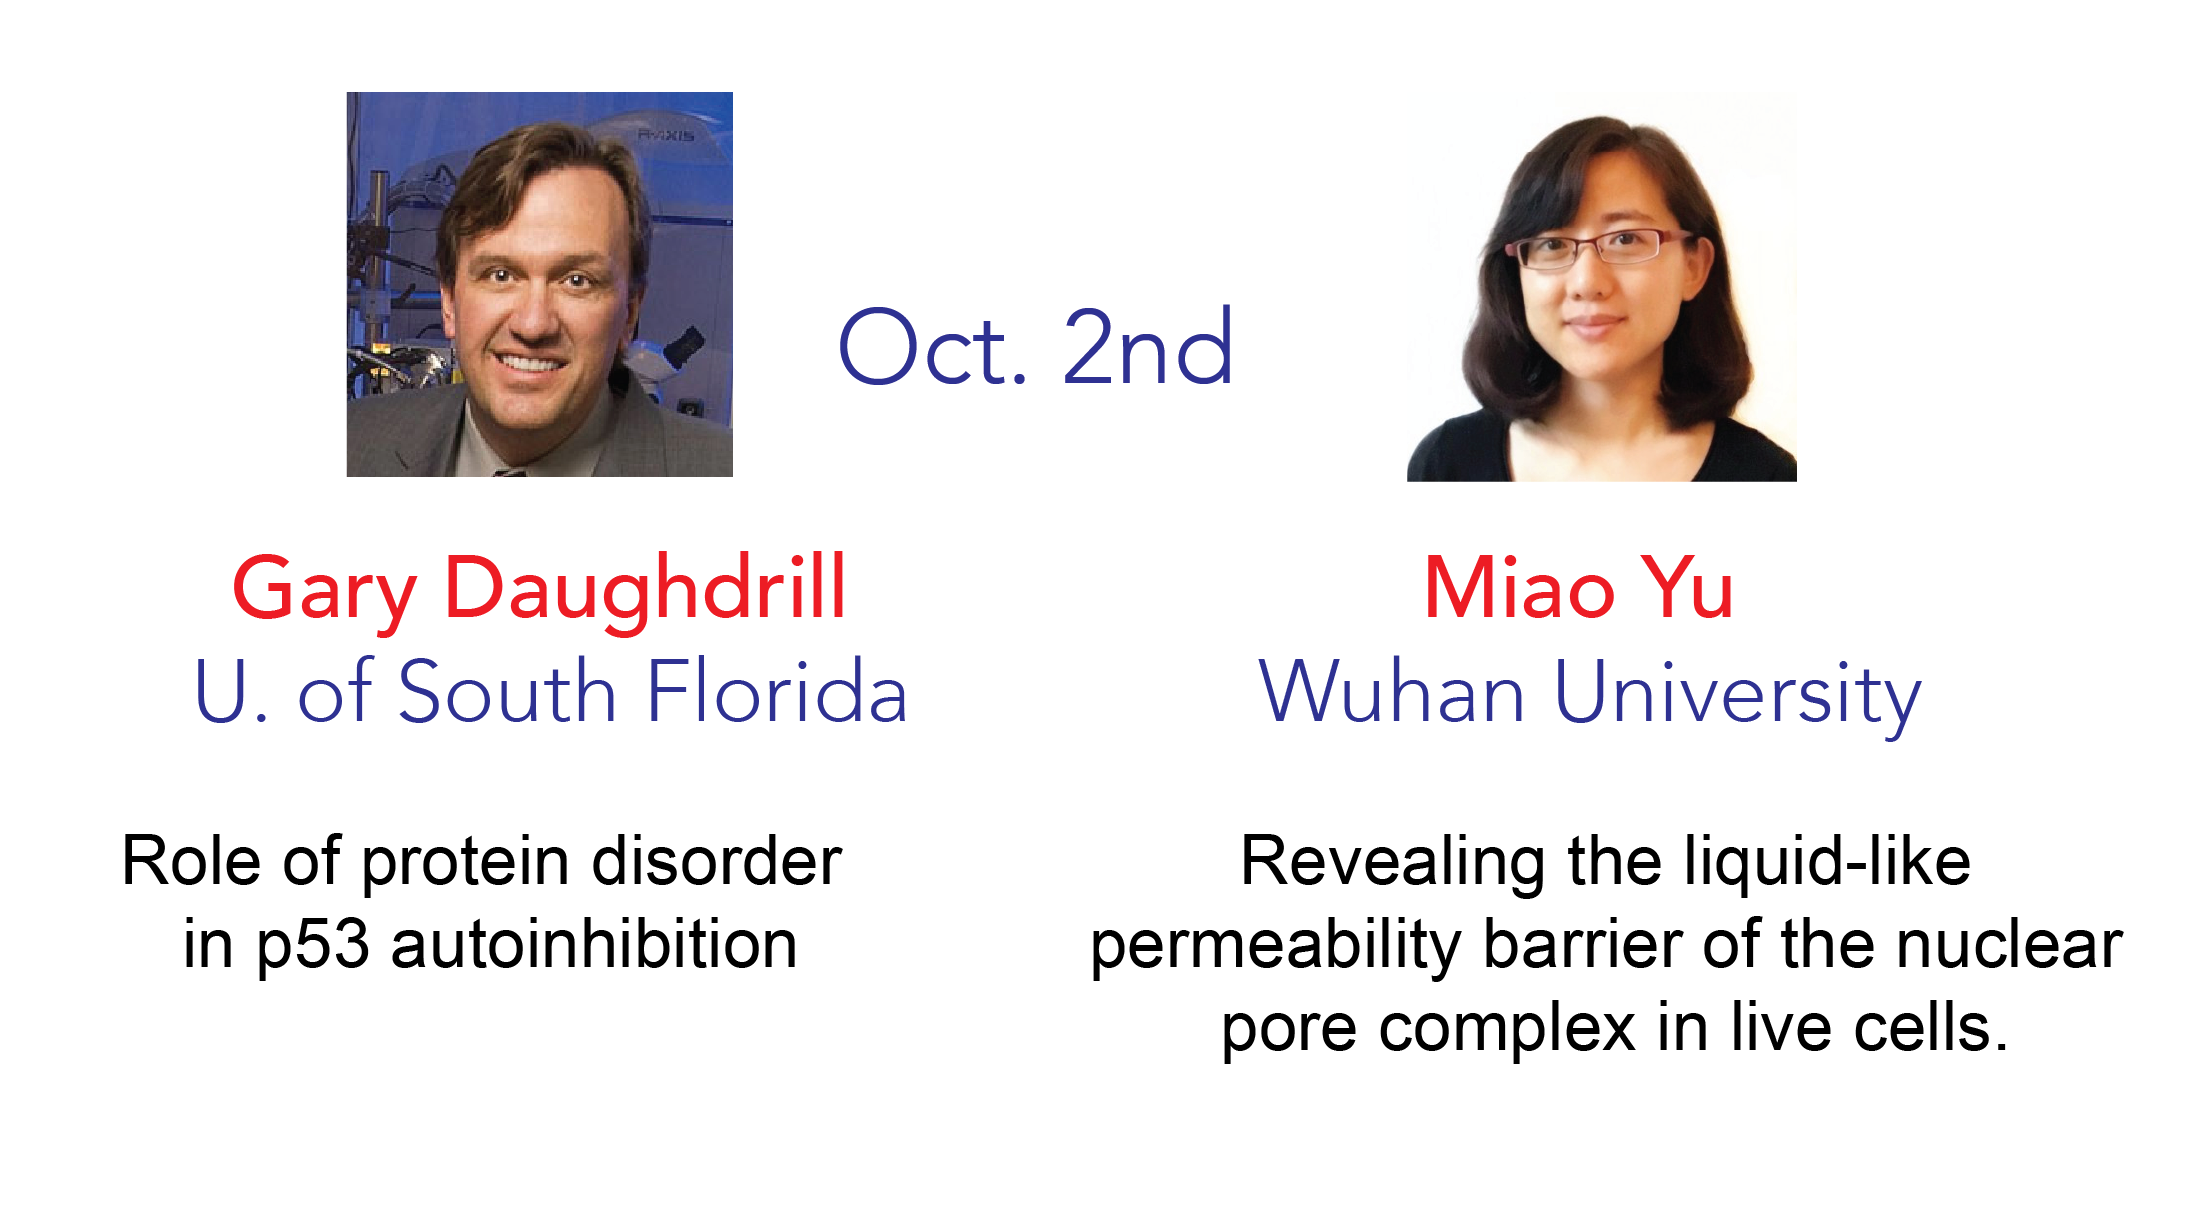 R-AXIS
Oct. 2nd
Gary Daughdrill
U. of South Florida
Role of protein disorder
in p53 autoinhibition
Miao Yu
Wuhan University
Revealing the liquid-like
permeability barrier of the nuclear
pore complex in live cells.